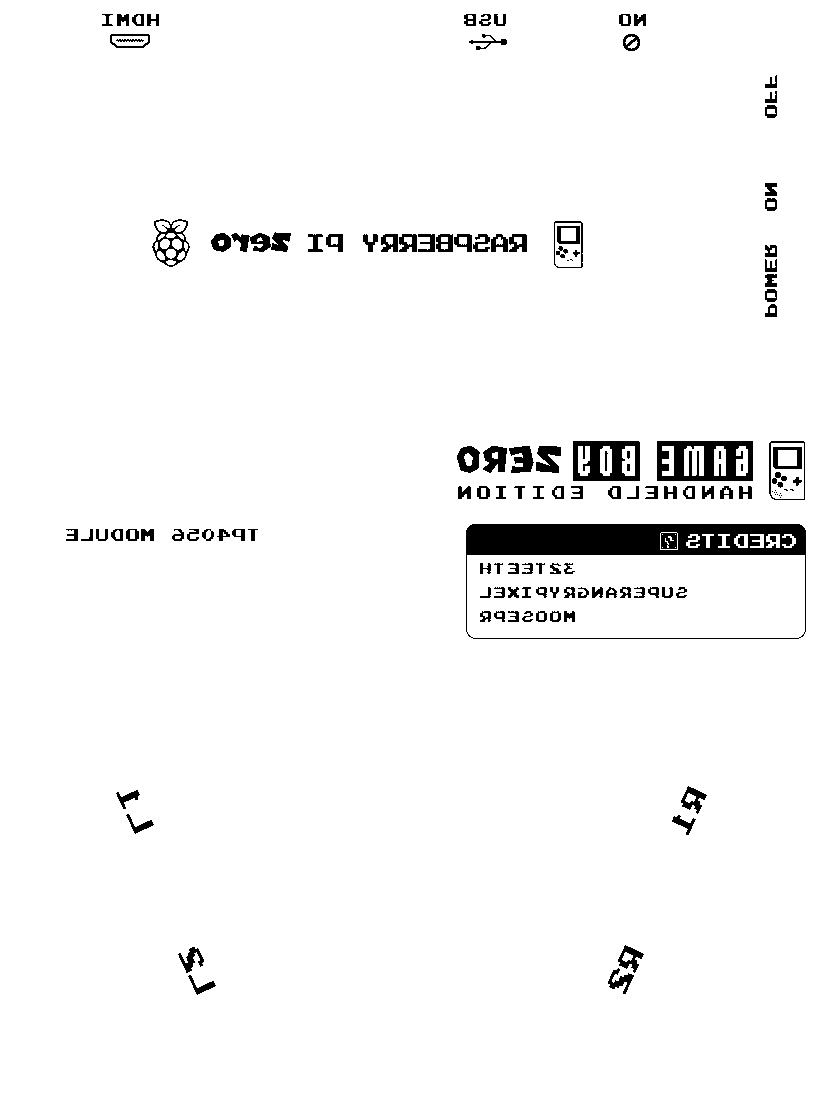 HDMI
USB
ON
OFF
ON
POWER
RASPBERRY PI Zero
GAME BOY ZERO
HANDHELD EDITION
TP4056 MODULE
CREDITS
32TEETH
SUPERANGRYPIXEL
MOOSEPR
L1
R1
L2
R2